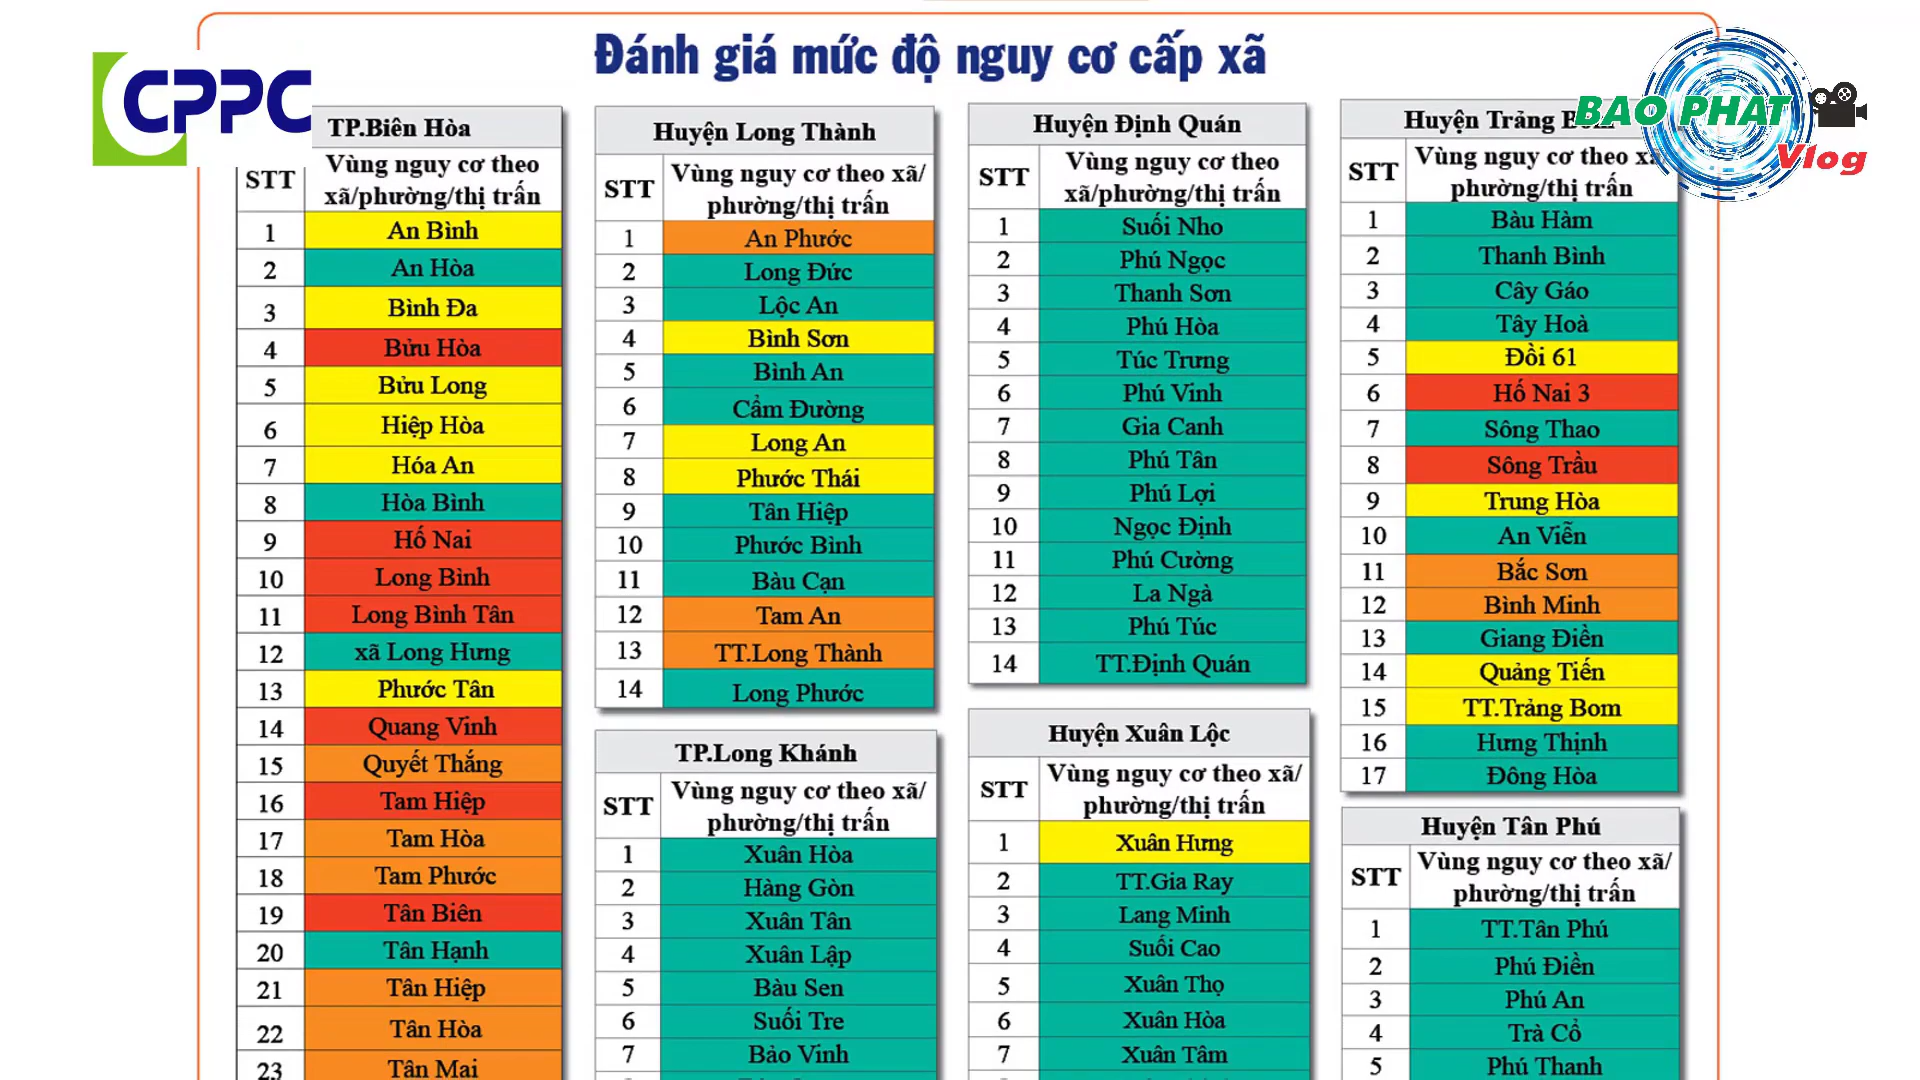 Đánh giá mức độ nguy cơ cấp xã
CPPC
BAO PHAT
Vlog
TP.Biên Hòa
STT
Vùng nguy cơ theo
xã/phường/thị trấn
1 An Bình
2 An Hòa
3 Bình Đa
4 Bửu Hòa
5 Bửu Long
6 Hiệp Hòa
7 Hóa An
8 Hòa Bình
9 Hố Nai
10 Long Bình
11 Long Bình Tân
12 xã Long Hưng
13 Phước Tân
14 Quang Vinh
15 Quyết Thắng
16 Tam Hiệp
17 Tam Hòa
18 Tam Phước
19 Tân Biên
20 Tân Hạnh
21 Tân Hiệp
22 Tân Hòa
23 Tân Mai
Huyện Long Thành
STT
Vùng nguy cơ theo xã/
phường/thị trấn
1 An Phước
2 Long Đức
3 Lộc An
4 Bình Sơn
5 Bình An
6 Cẩm Đường
7 Long An
8 Phước Thái
9 Tân Hiệp
10 Phước Bình
11 Bàu Cạn
12 Tam An
13 TT.Long Thành
14 Long Phước
TP.Long Khánh
STT
Vùng nguy cơ theo xã/
phường/thị trấn
1 Xuân Hòa
2 Hàng Gòn
3 Xuân Tân
4 Xuân Lập
5 Bàu Sen
6 Suối Tre
7 Bảo Vinh
Huyện Định Quán
STT
Vùng nguy cơ theo
xã/phường/thị trấn
1 Suối Nho
2 Phú Ngọc
3 Thanh Sơn
4 Phú Hòa
5 Túc Trưng
6 Phú Vinh
7 Gia Canh
8 Phú Tân
9 Phú Lợi
10 Ngọc Định
11 Phú Cường
12 La Ngà
13 Phú Túc
14 TT.Định Quán
Huyện Xuân Lộc
STT
Vùng nguy cơ theo xã/
phường/thị trấn
1 Xuân Hưng
2 TT.Gia Ray
3 Lang Minh
4 Suối Cao
5 Xuân Thọ
6 Xuân Hòa
7 Xuân Tâm
Huyện Trảng Bom
STT
Vùng nguy cơ theo xã/
phường/thị trấn
1 Bàu Hàm
2 Thanh Bình
3 Cây Gáo
4 Tây Hoà
5 Đồi 61
6 Hố Nai 3
7 Sông Thao
8 Sông Trầu
9 Trung Hòa
10 An Viễn
11 Bắc Sơn
12 Bình Minh
13 Giang Điền
14 Quảng Tiến
15 TT.Trảng Bom
16 Hưng Thịnh
17 Đông Hòa
Huyện Tân Phú
STT
Vùng nguy cơ theo xã/
phường/thị trấn
1 TT.Tân Phú
2 Phú Điền
3 Phú An
4 Trà Cổ
5 Phú Thanh